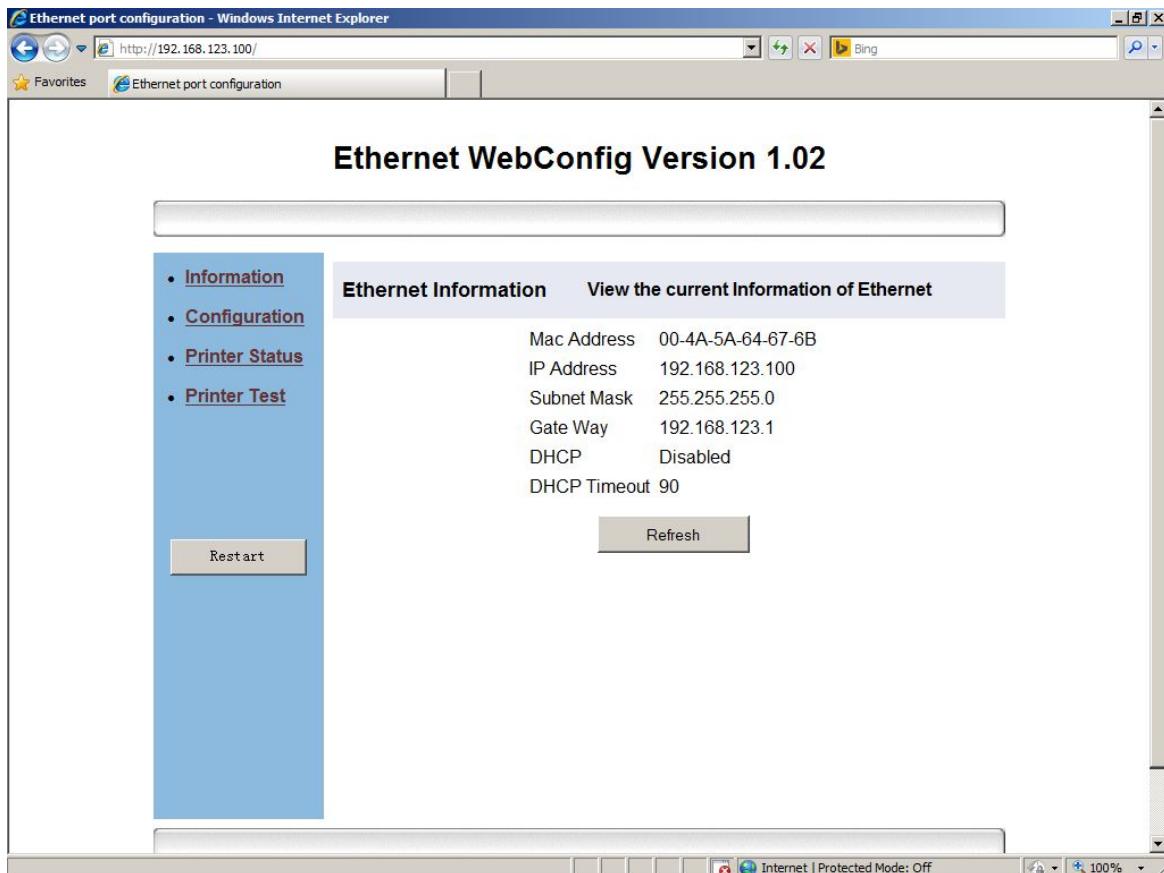 Ethernet port configuration - Windows Internet Explorer
http://192.168.123.100/
Bing
Favorites
Ethernet port configuration
Ethernet WebConfig Version 1.02
Information
Configuration
Printer Status
Printer Test
Restart
Ethernet Information View the current Information of Ethernet
Mac Address 00-4A-5A-64-67-6B
IP Address 192.168.123.100
Subnet Mask 255.255.255.0
Gate Way 192.168.123.1
DHCP Disabled
DHCP Timeout 90
Refresh
Internet | Protected Mode: Off
100%